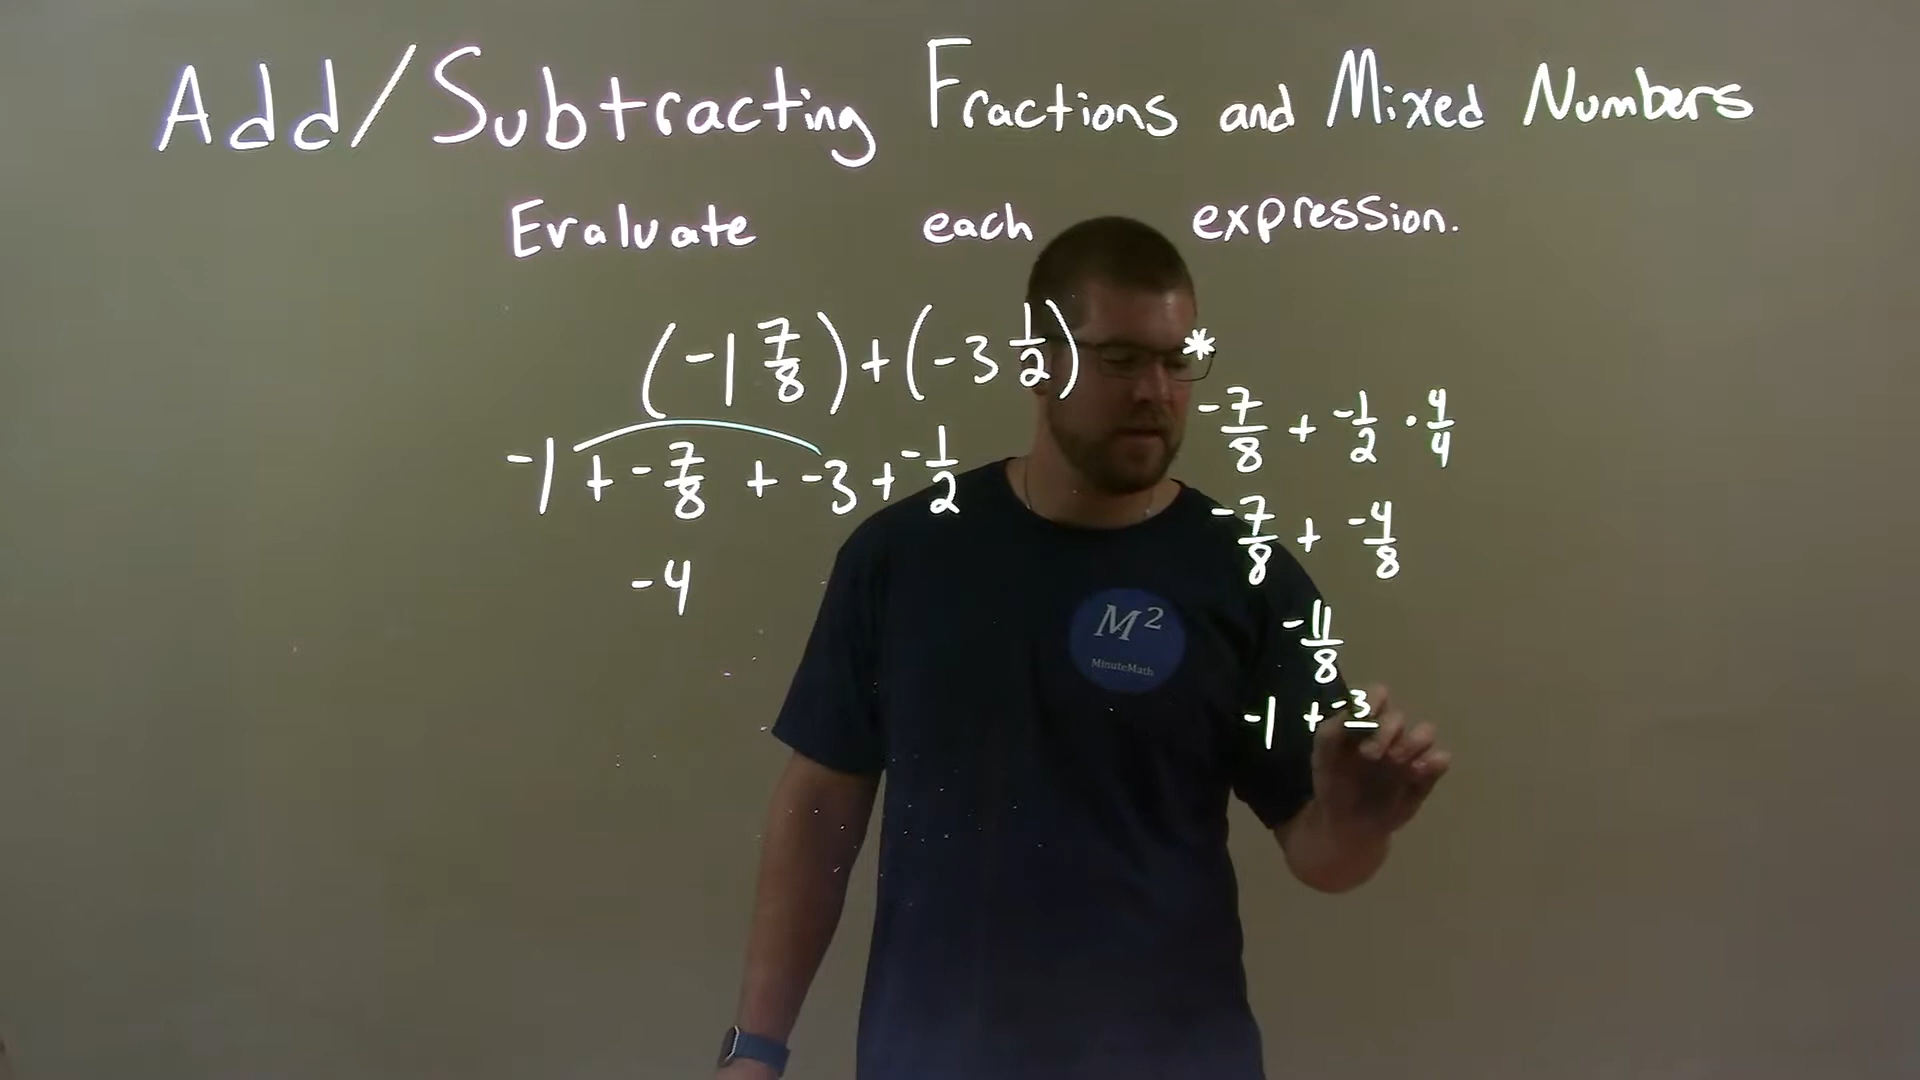 Add/Subtracting Fractions and Mixed Numbers
Evaluate each expression.
(-1 7/8) + (-3 1/2) *
-7/8 + -1/2 · 4/4
-1 + -7/8 + -3 + -1/2
-7/8 + -4/8
-4
-11/8
-1 + -3
M²
MinuteMath